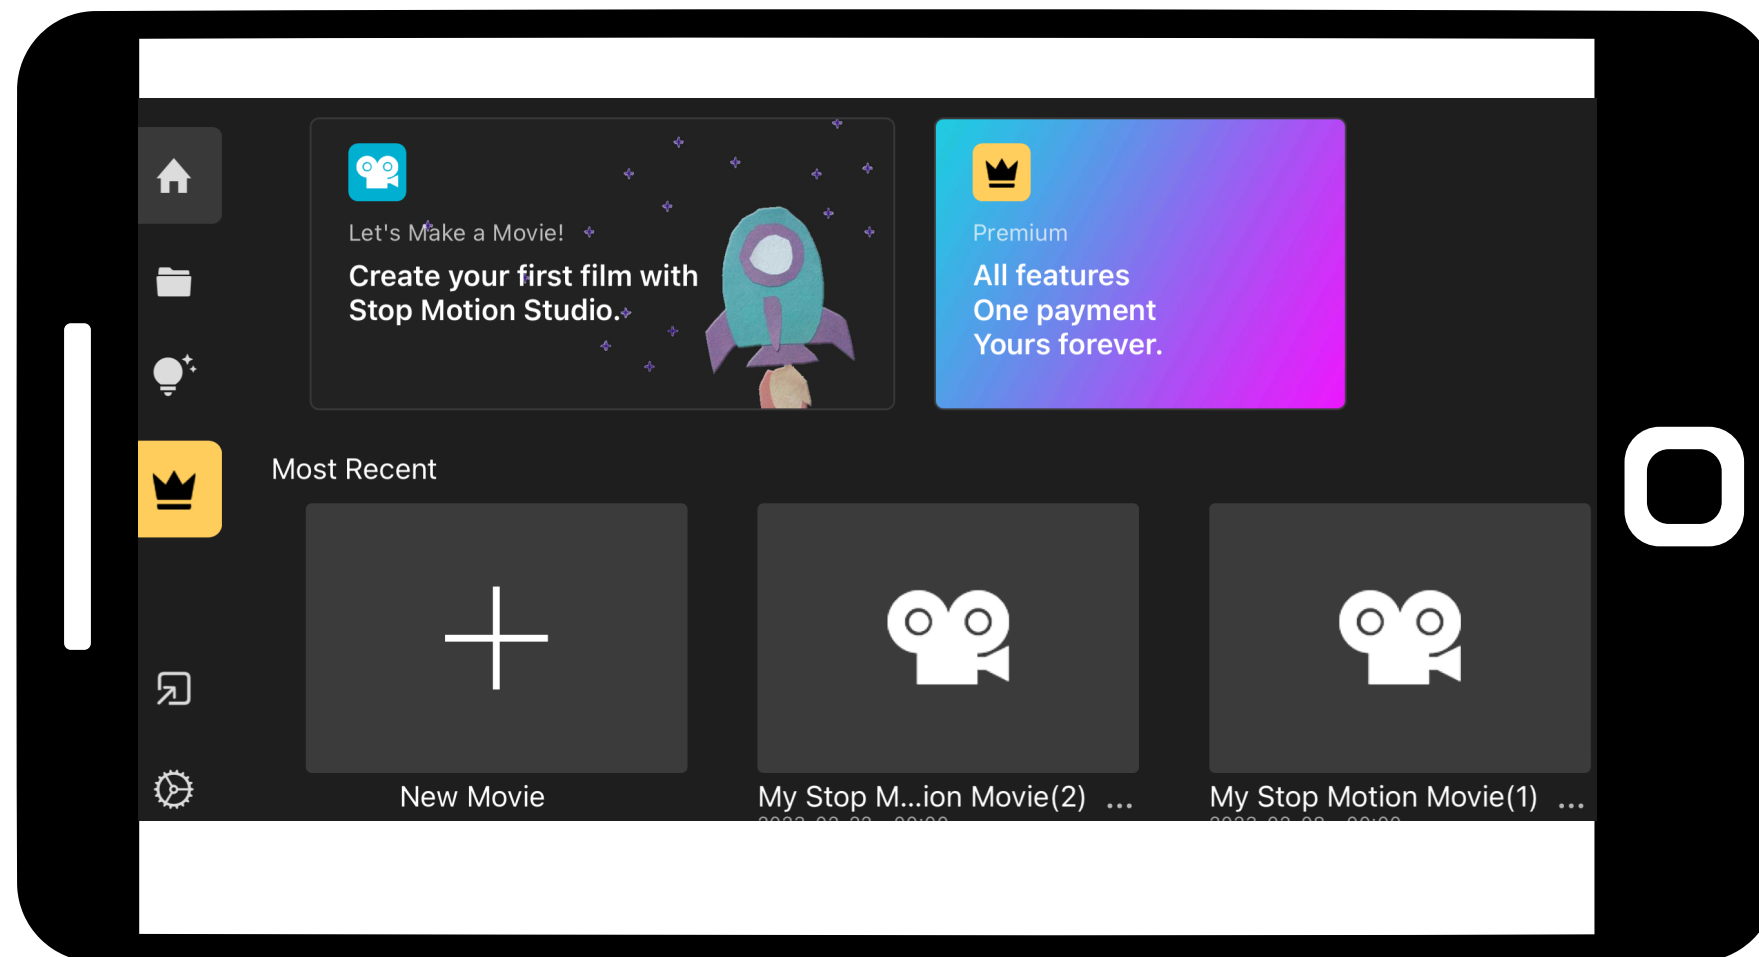 Let's Make a Movie!
Create your first film with
Stop Motion Studio.
Premium
All features
One payment
Yours forever.
Most Recent
New Movie
My Stop M...ion Movie(2) ...
My Stop Motion Movie(1) ...